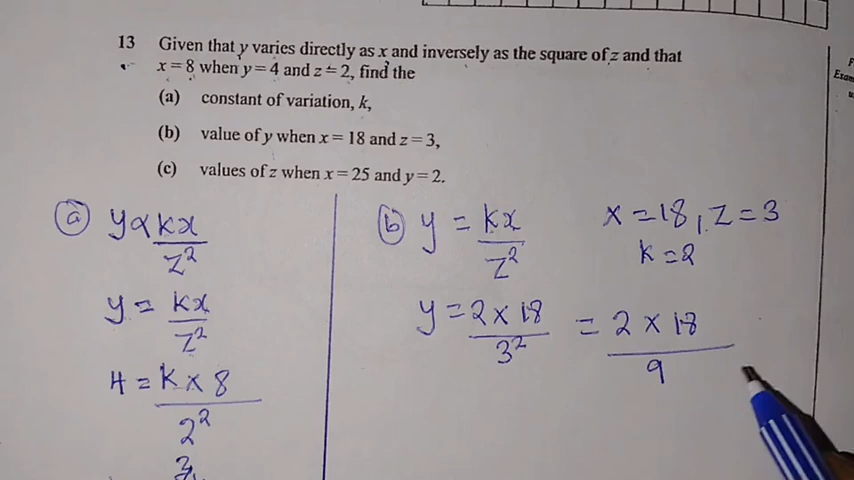 13 Given that y varies directly as x and inversely as the square of z and that
x = 8 when y = 4 and z = 2, find the
(a) constant of variation, k,
(b) value of y when x = 18 and z = 3,
(c) values of z when x = 25 and y = 2.
(a) y ∝ kx
z²
y = kx
z²
4 = k × 8
2²
(b) y = kx
z²
x = 18, z = 3
k = 2
y = 2 × 18 = 2 × 18
3² 9